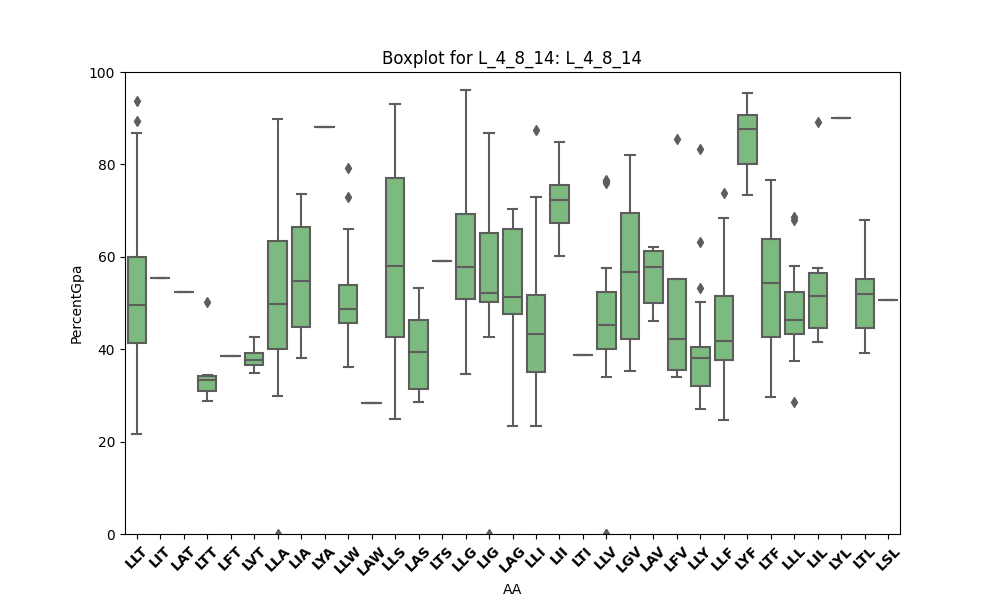 Boxplot for L_4_8_14: L_4_8_14
100
80
60
40
20
0
PercentGpa
LLT LIT LAT LTT LFT LVT LLA LIA LYA LLW LAW LLS LAS LTS LLG LIG LAG LLI LII LTI LLV LGV LAV LFV LLY LLF LYF LTF LLL LIL LYL LTL LSL
AA